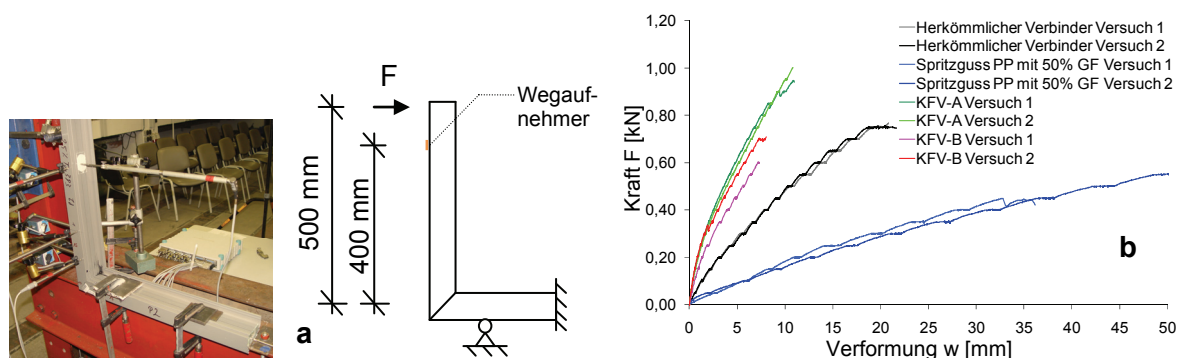 F
Wegauf-
nehmer
500 mm
400 mm
a
Kraft F [kN]
1,20
1,00
0,80
0,60
0,40
0,20
0,00
0
5
10
15
20
25
30
35
40
45
50
Verformung w [mm]
Herkömmlicher Verbinder Versuch 1
Herkömmlicher Verbinder Versuch 2
Spritzguss PP mit 50% GF Versuch 1
Spritzguss PP mit 50% GF Versuch 2
KFV-A Versuch 1
KFV-A Versuch 2
KFV-B Versuch 1
KFV-B Versuch 2
b